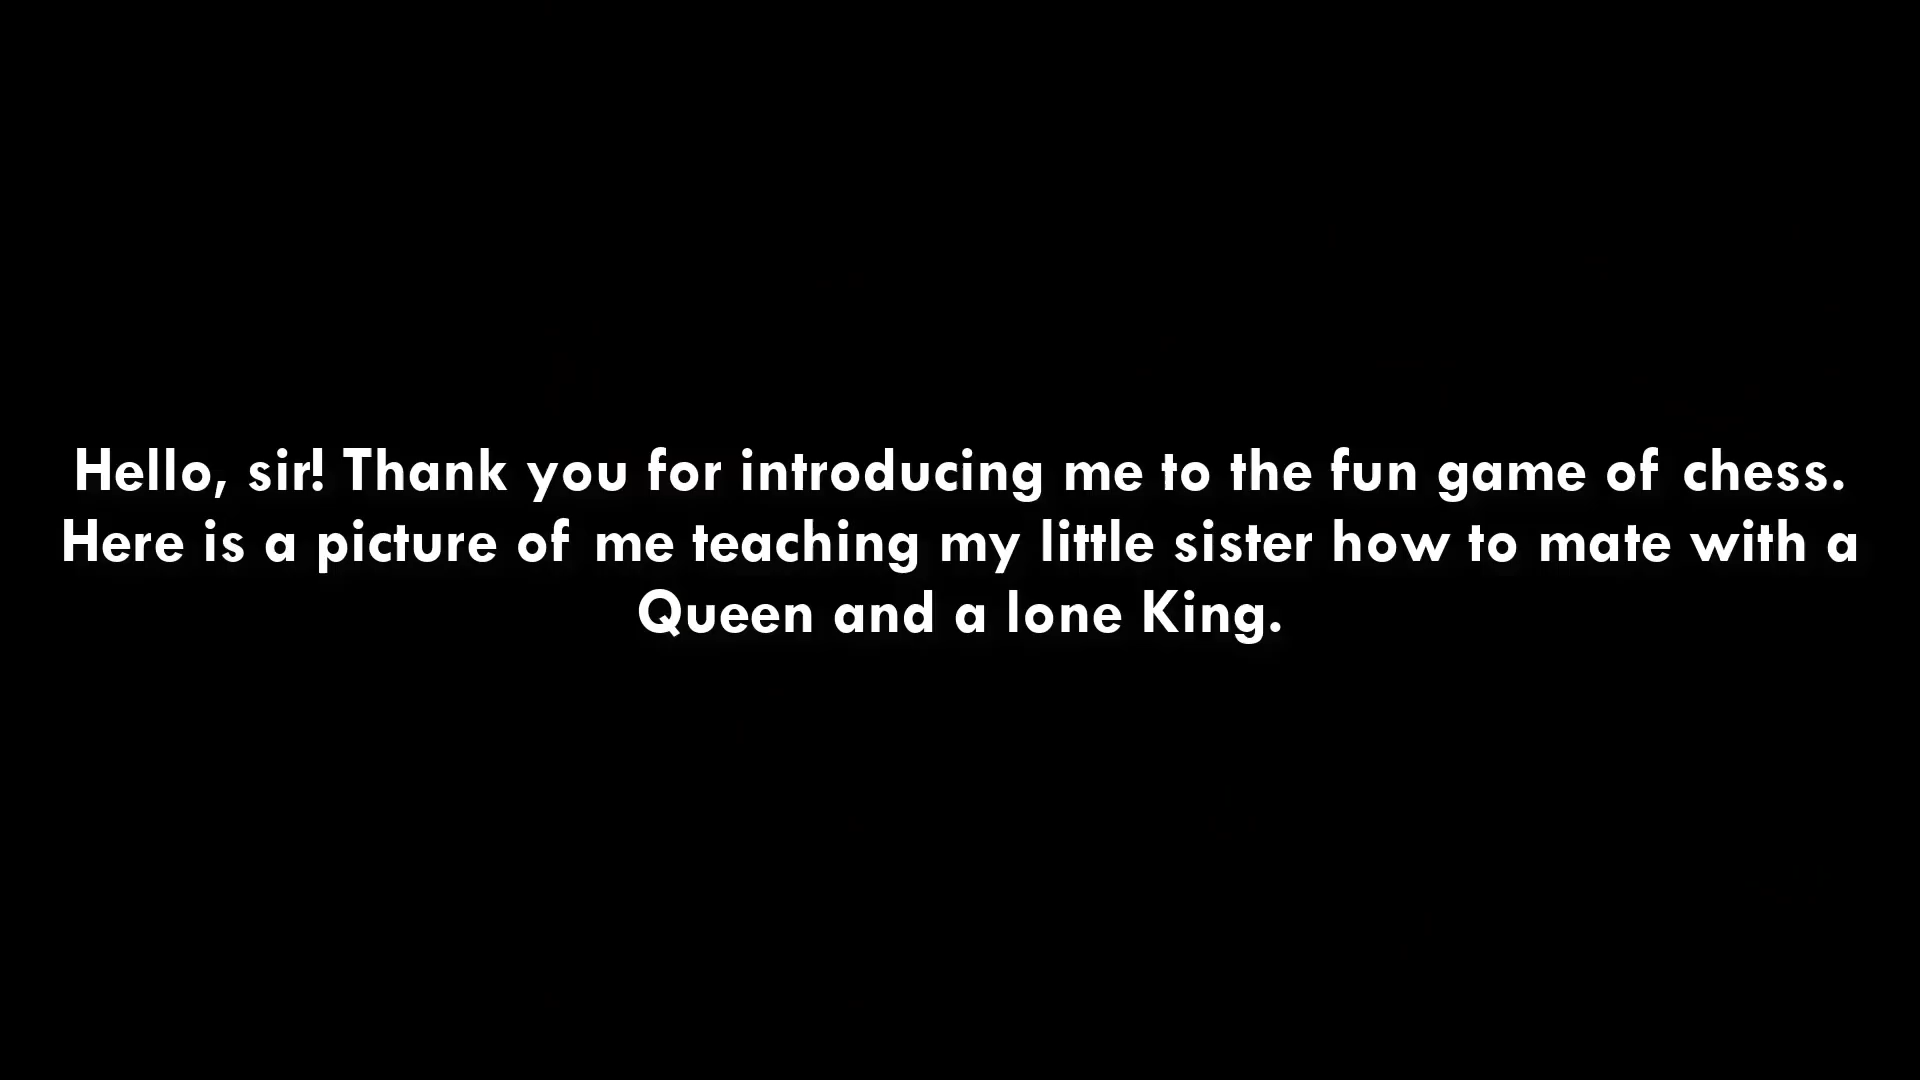 Hello, sir! Thank you for introducing me to the fun game of chess.
Here is a picture of me teaching my little sister how to mate with a
Queen and a lone King.